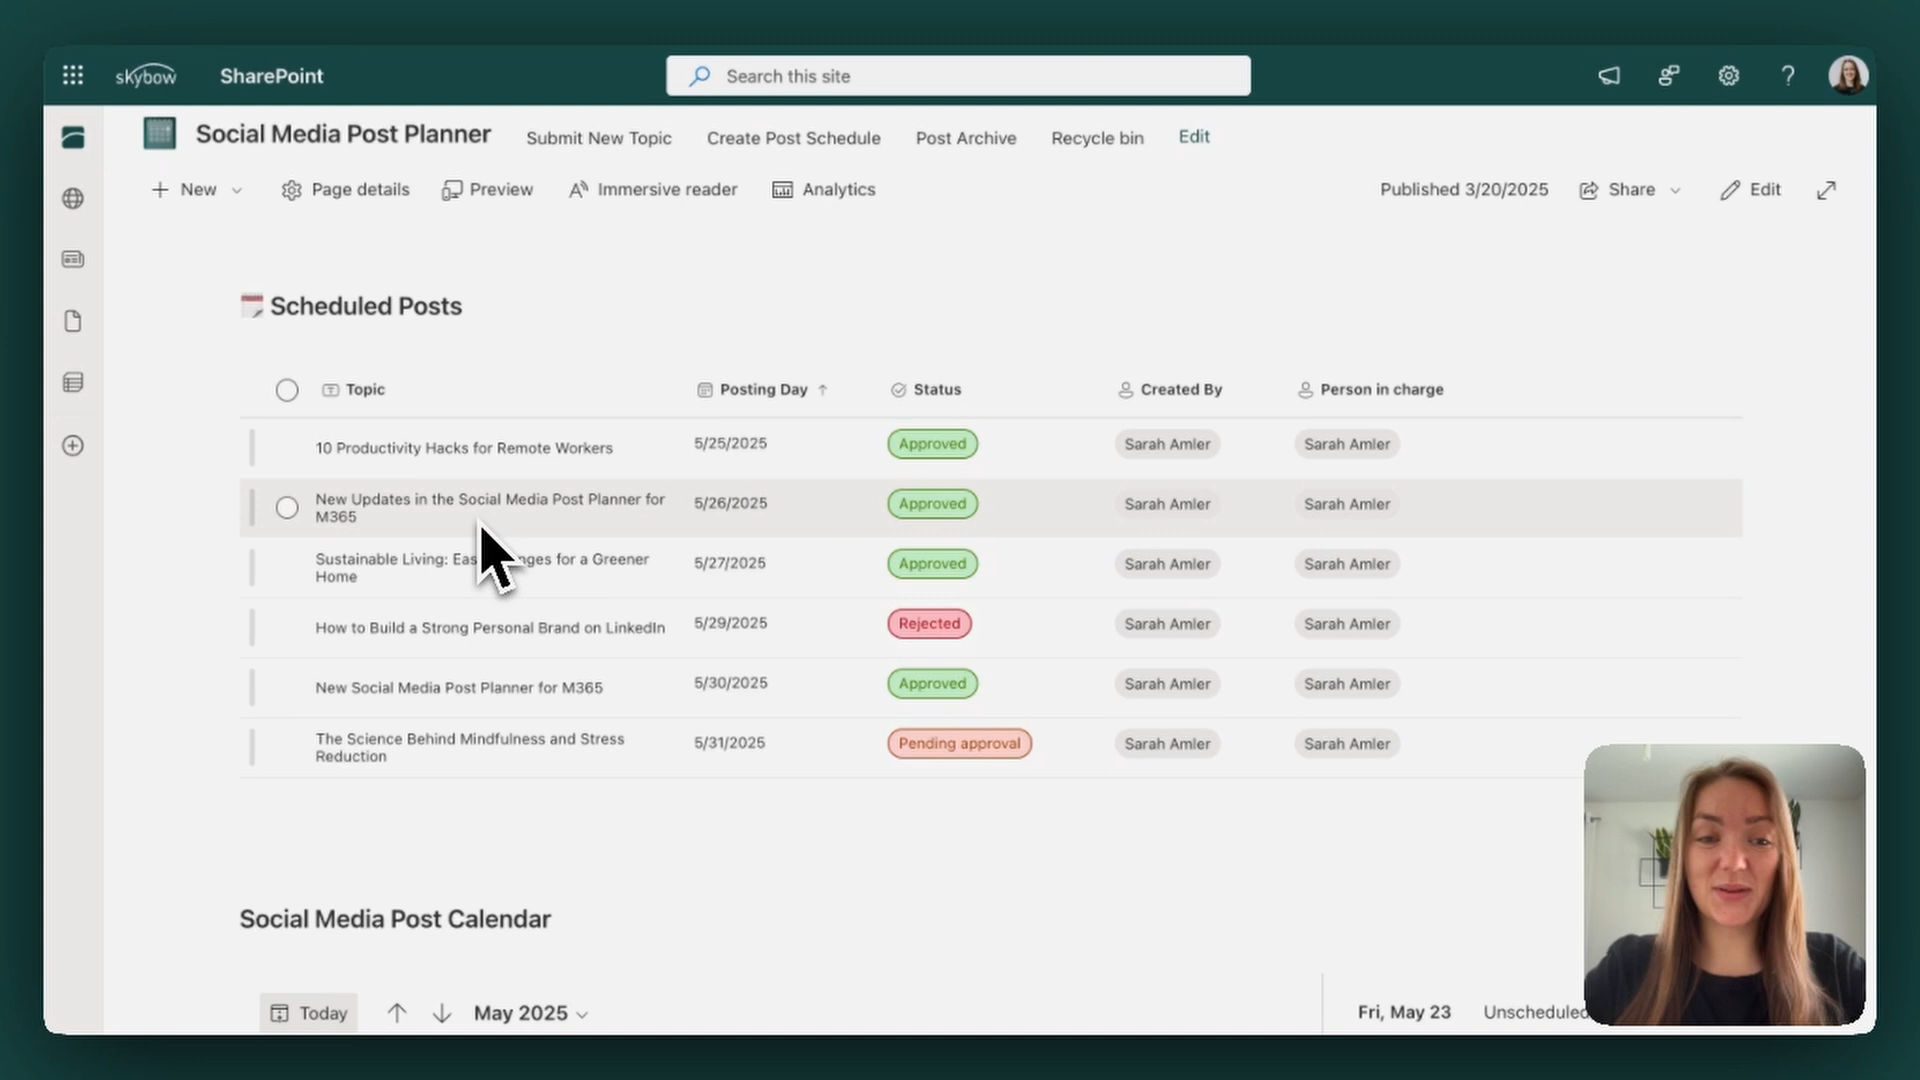 skybow
SharePoint
Search this site
Social Media Post Planner
Submit New Topic
Create Post Schedule
Post Archive
Recycle bin
Edit
New
Page details
Preview
Immersive reader
Analytics
Published 3/20/2025
Share
Edit
Scheduled Posts
Topic
Posting Day
Status
Created By
Person in charge
10 Productivity Hacks for Remote Workers
5/25/2025
Approved
Sarah Amler
Sarah Amler
New Updates in the Social Media Post Planner for
M365
5/26/2025
Approved
Sarah Amler
Sarah Amler
Sustainable Living: for a Greener
Home
5/27/2025
Approved
Sarah Amler
Sarah Amler
How to Build a Strong Personal Brand on LinkedIn
5/29/2025
Rejected
Sarah Amler
Sarah Amler
New Social Media Post Planner for M365
5/30/2025
Approved
Sarah Amler
Sarah Amler
The Science Behind Mindfulness and Stress
Reduction
5/31/2025
Pending approval
Sarah Amler
Sarah Amler
Social Media Post Calendar
Today
May 2025
Fri, May 23
Unscheduled